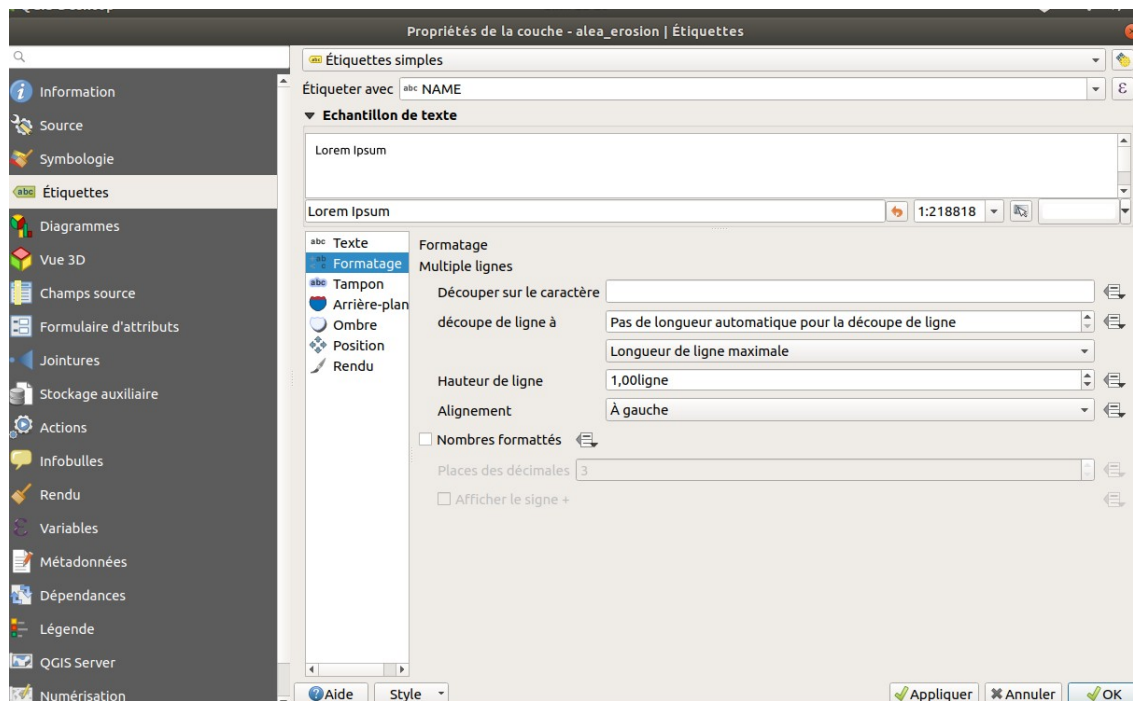 Propriétés de la couche - alea_erosion | Étiquettes
Information
Source
Symbologie
Étiquettes
Diagrammes
Vue 3D
Champs source
Formulaire d'attributs
Jointures
Stockage auxiliaire
Actions
Infobulles
Rendu
Variables
Métadonnées
Dépendances
Légende
QGIS Server
Numérisation
Étiquettes simples
Étiqueter avec abc NAME
Echantillon de texte
Lorem Ipsum
Lorem Ipsum 1:218818
abc Texte
Formatage
abc Tampon
Arrière-plan
Ombre
Position
Rendu
Formatage
Multiple lignes
Découper sur le caractère
découpe de ligne à Pas de longueur automatique pour la découpe de ligne
Longueur de ligne maximale
Hauteur de ligne 1,00ligne
Alignement À gauche
Nombres formattés
Places des décimales 3
Afficher le signe +
Aide Style Appliquer Annuler OK